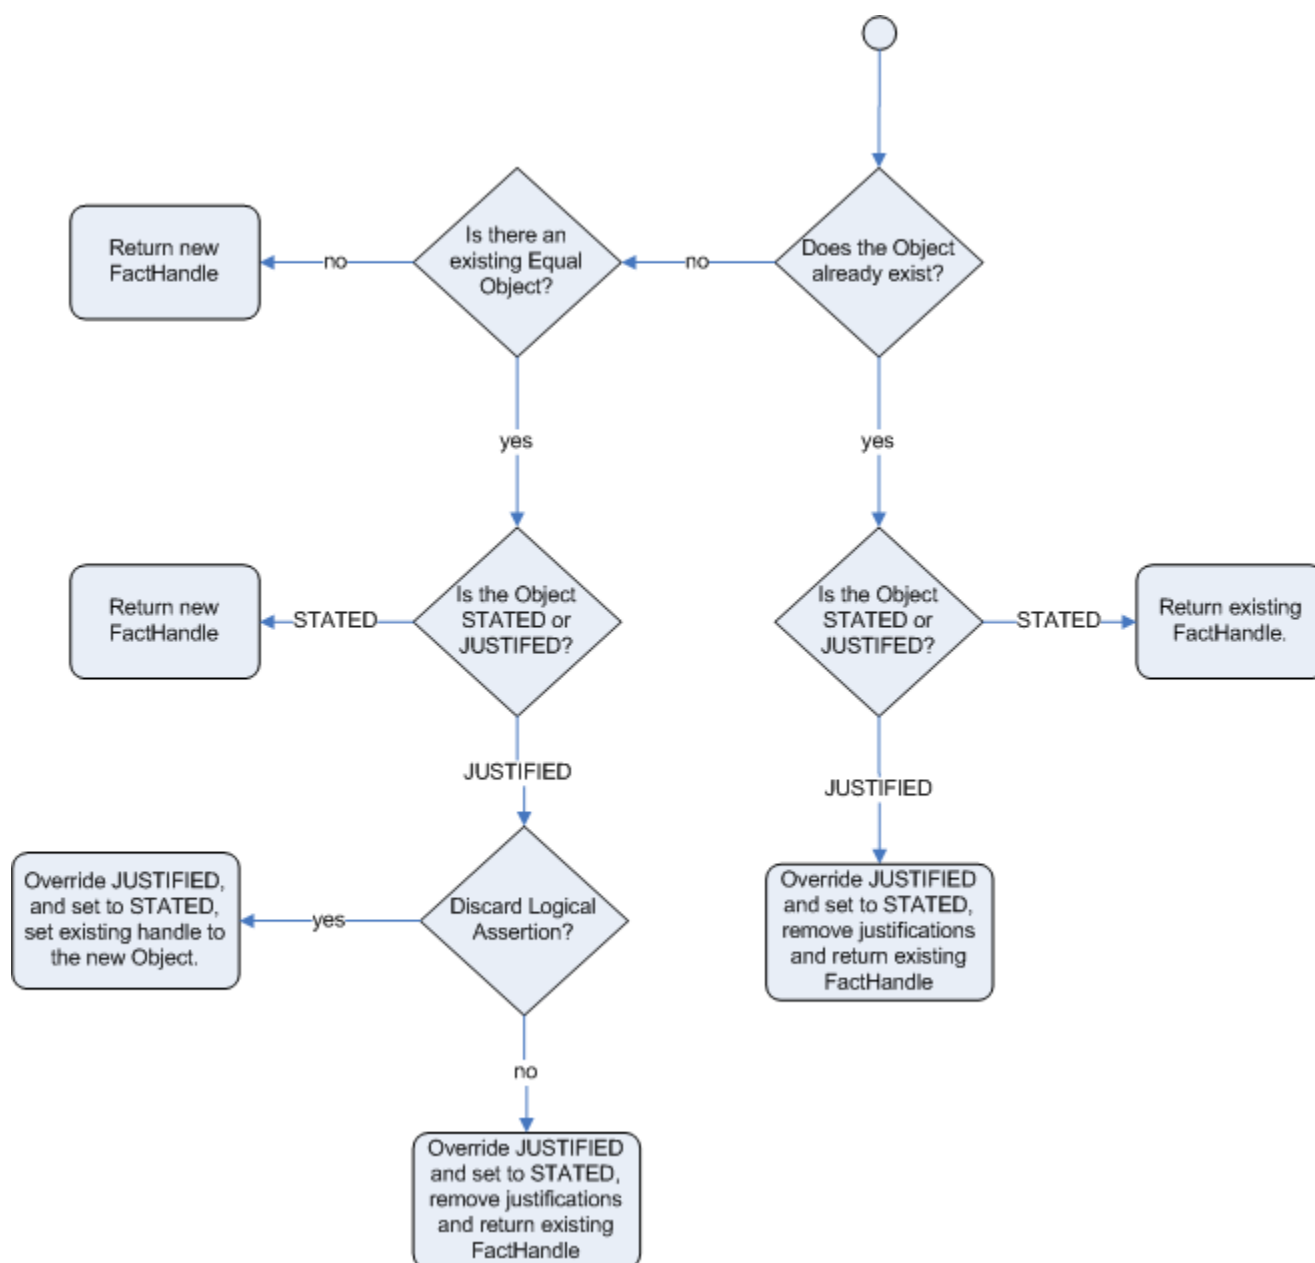 Return new
FactHandle
no
Is there an
existing Equal
Object?
no
Does the Object
already exist?
yes
yes
Return new
FactHandle
STATED
Is the Object
STATED or
JUSTIFED?
Is the Object
STATED or
JUSTIFED?
STATED
Return existing
FactHandle.
JUSTIFIED
JUSTIFIED
Override JUSTIFIED,
and set to STATED,
set existing handle to
the new Object.
yes
Discard Logical
Assertion?
Override JUSTIFIED
and set to STATED,
remove justifications
and return existing
FactHandle
no
Override JUSTIFIED
and set to STATED,
remove justifications
and return existing
FactHandle